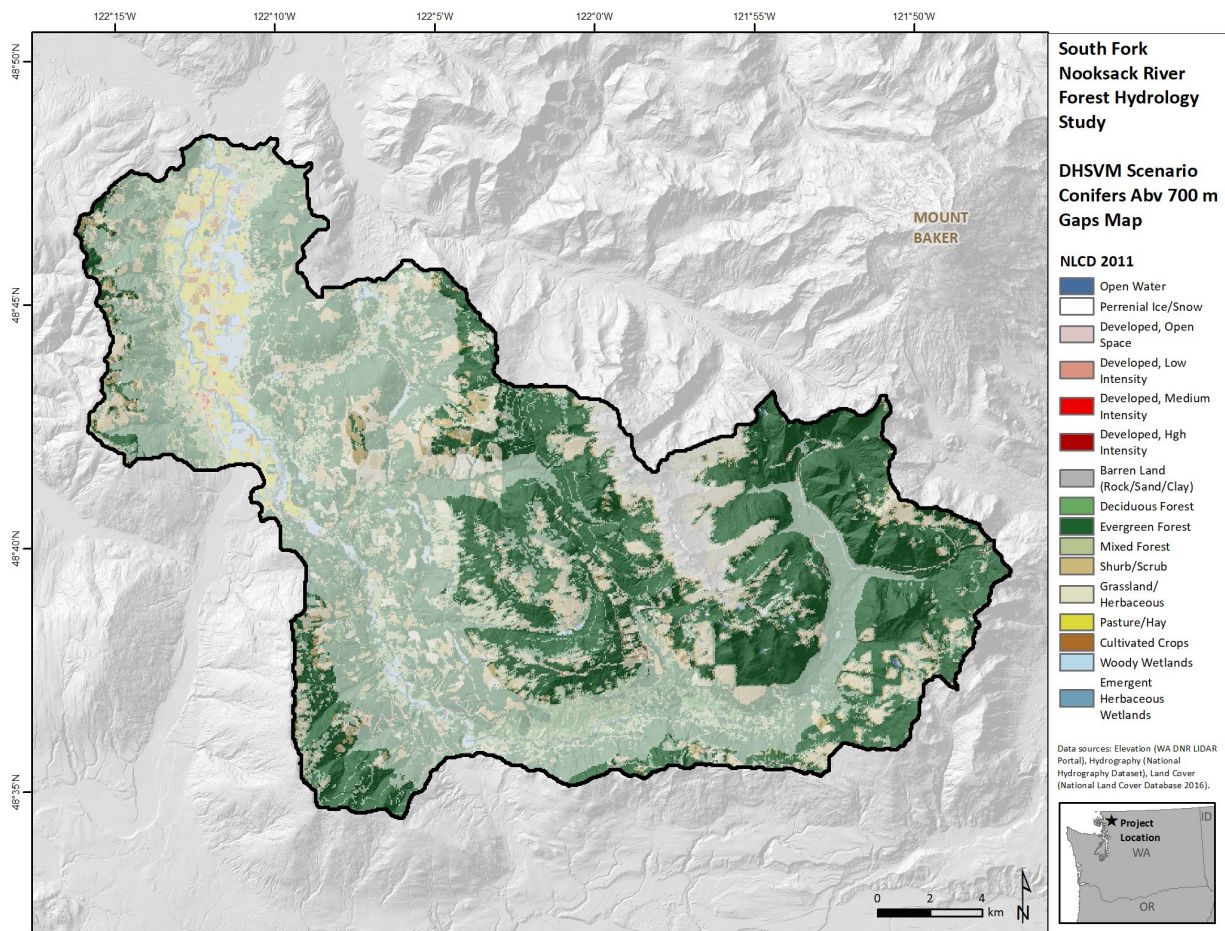 122°15'W
122°10'W
122°5'W
122°0'W
121°55'W
121°50'W
48°50'N
48°45'N
48°40'N
48°35'N
MOUNT
BAKER
0 2 4
km
N
South Fork
Nooksack River
Forest Hydrology
Study
DHSVM Scenario
Conifers Abv 700 m
Gaps Map
NLCD 2011
Open Water
Perrenial Ice/Snow
Developed, Open
Space
Developed, Low
Intensity
Developed, Medium
Intensity
Developed, Hgh
Intensity
Barren Land
(Rock/Sand/Clay)
Deciduous Forest
Evergreen Forest
Mixed Forest
Shurb/Scrub
Grassland/
Herbaceous
Pasture/Hay
Cultivated Crops
Woody Wetlands
Emergent
Herbaceous
Wetlands
Data sources: Elevation (WA DNR LIDAR
Portal), Hydrography (National
Hydrography Dataset), Land Cover
(National Land Cover Database 2016).
Project
Location
WA
ID
OR